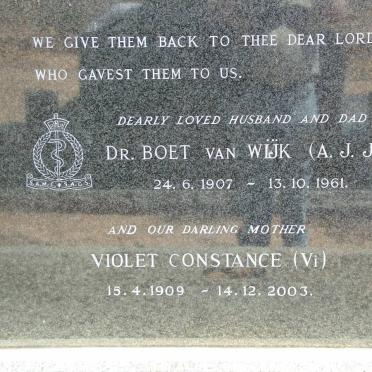 WE GIVE THEM BACK TO THEE DEAR LORD
WHO GAVEST THEM TO US.
DEARLY LOVED HUSBAND AND DAD
DR. BOET VAN WIJK (A. J. J
24. 6. 1907 ~ 13. 10. 1961.
AND OUR DARLING MOTHER
VIOLET CONSTANCE (VI)
15. 4. 1909 ~ 14. 12. 2003.